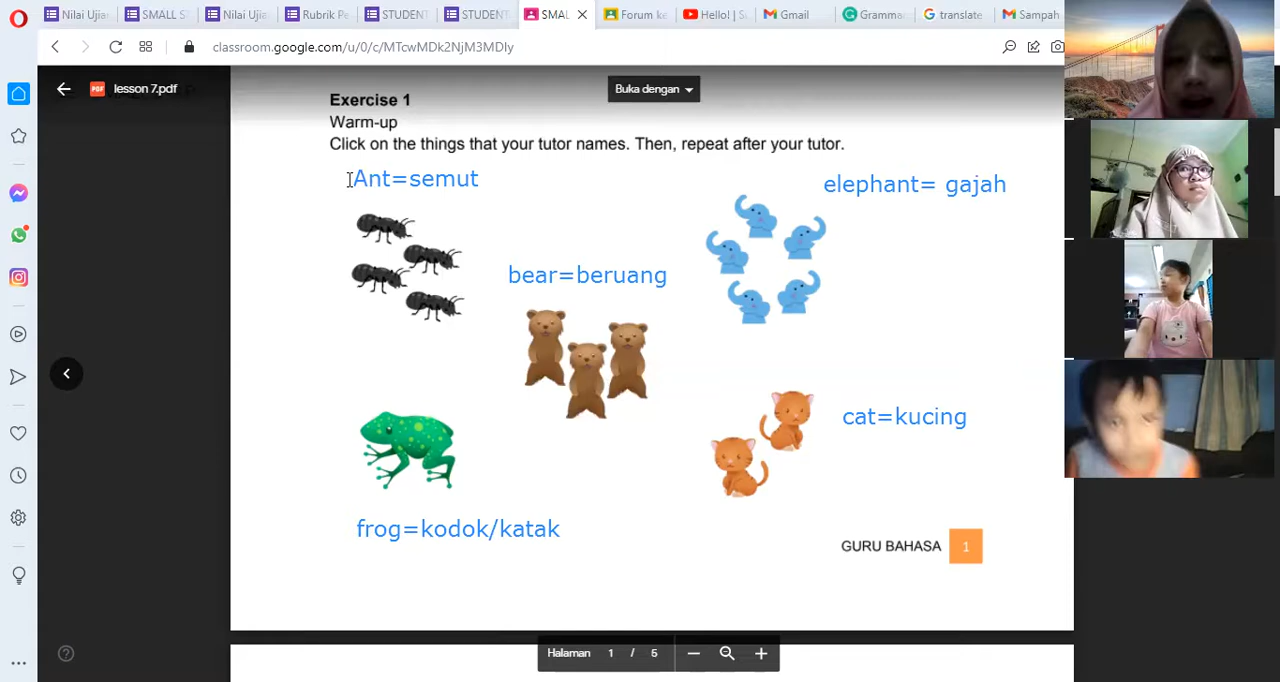 Nilai Ujia
SMALL S
Nilai Ujia
Rubrik Pe
STUDENT
STUDENT
SMAL
Forum ke
Hello! | S
Gmail
Gramma
translate
Sampah
classroom.google.com/u/0/c/MTcwMDk2NjM3MDIy
PDF
lesson 7.pdf
Buka dengan
Exercise 1
Warm-up
Click on the things that your tutor names. Then, repeat after your tutor.
Ant=semut
elephant= gajah
bear=beruang
cat=kucing
frog=kodok/katak
GURU BAHASA 1
Halaman 1 / 5